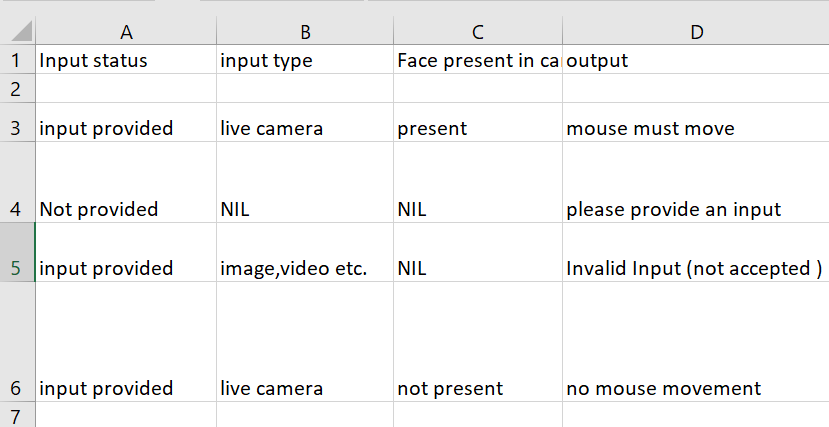 A B C D
1 Input status input type Face present in ca output
2
3 input provided live camera present mouse must move
4 Not provided NIL NIL please provide an input
5 input provided image,video etc. NIL Invalid Input (not accepted )
6 input provided live camera not present no mouse movement
7